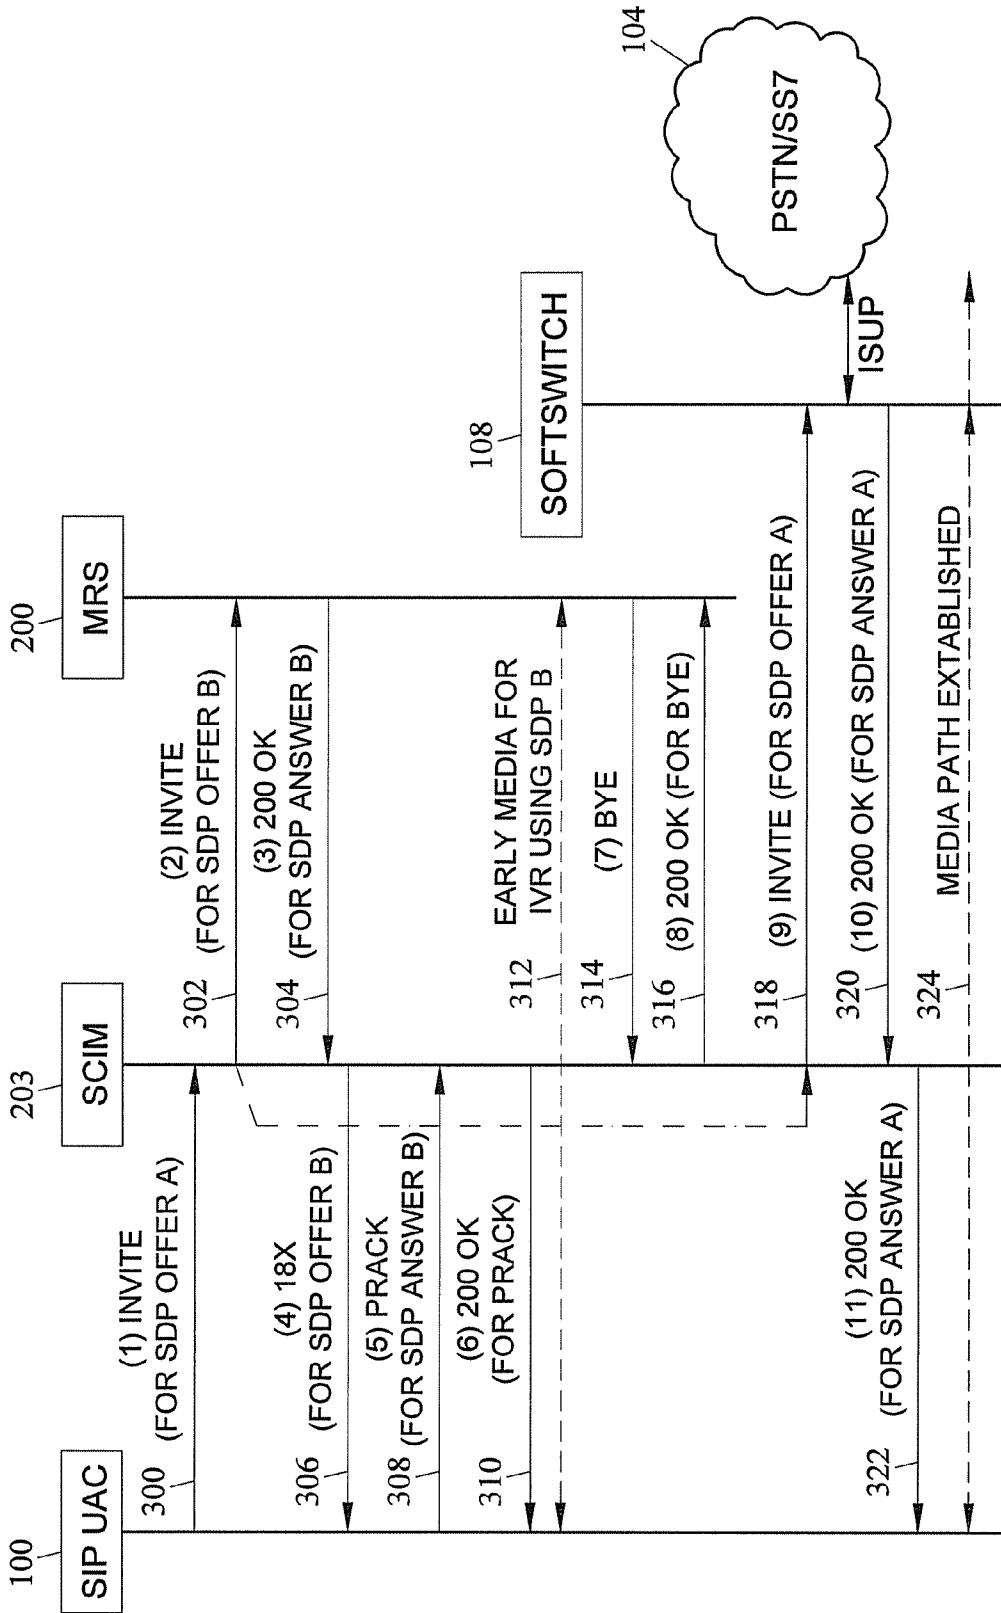 100
SIP UAC
203
SCIM
200
MRS
108
SOFTSWITCH
104
PSTN/SS7
ISUP
(1) INVITE
(FOR SDP OFFER A)
300
(2) INVITE
(FOR SDP OFFER B)
302
(3) 200 OK
(FOR SDP ANSWER B)
304
(4) 18X
(FOR SDP OFFER B)
306
(5) PRACK
(FOR SDP ANSWER B)
308
(6) 200 OK
(FOR PRACK)
310
EARLY MEDIA FOR
IVR USING SDP B
312
(7) BYE
314
(8) 200 OK (FOR BYE)
316
(9) INVITE (FOR SDP OFFER A)
318
(10) 200 OK (FOR SDP ANSWER A)
320
(11) 200 OK
(FOR SDP ANSWER A)
322
MEDIA PATH EXTABLISHED
324